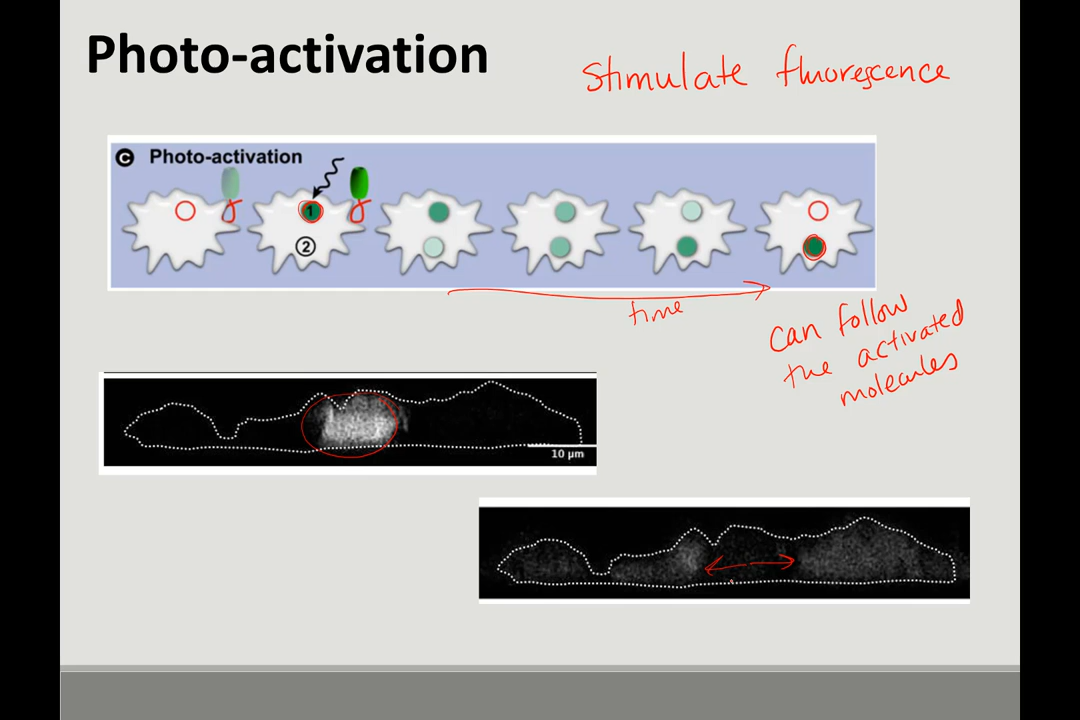 Photo-activation
Stimulate fluorescence
C Photo-activation
1
2
time
can follow
the activated
molecules
10 µm